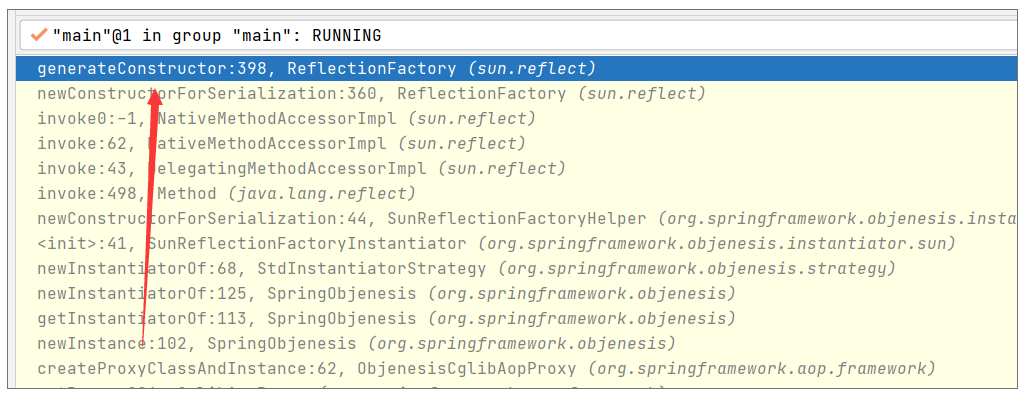 "main"@1 in group "main": RUNNING
generateConstructor:398, ReflectionFactory (sun.reflect)
newConstructorForSerialization:360, ReflectionFactory (sun.reflect)
invoke0:-1, NativeMethodAccessorImpl (sun.reflect)
invoke:62, NativeMethodAccessorImpl (sun.reflect)
invoke:43, DelegatingMethodAccessorImpl (sun.reflect)
invoke:498, Method (java.lang.reflect)
newConstructorForSerialization:44, SunReflectionFactoryHelper (org.springframework.objenesis.insta
<init>:41, SunReflectionFactoryInstantiator (org.springframework.objenesis.instantiator.sun)
newInstantiatorOf:68, StdInstantiatorStrategy (org.springframework.objenesis.strategy)
newInstantiatorOf:125, SpringObjenesis (org.springframework.objenesis)
getInstantiatorOf:113, SpringObjenesis (org.springframework.objenesis)
newInstance:102, SpringObjenesis (org.springframework.objenesis)
createProxyClassAndInstance:62, ObjenesisCglibAopProxy (org.springframework.aop.framework)